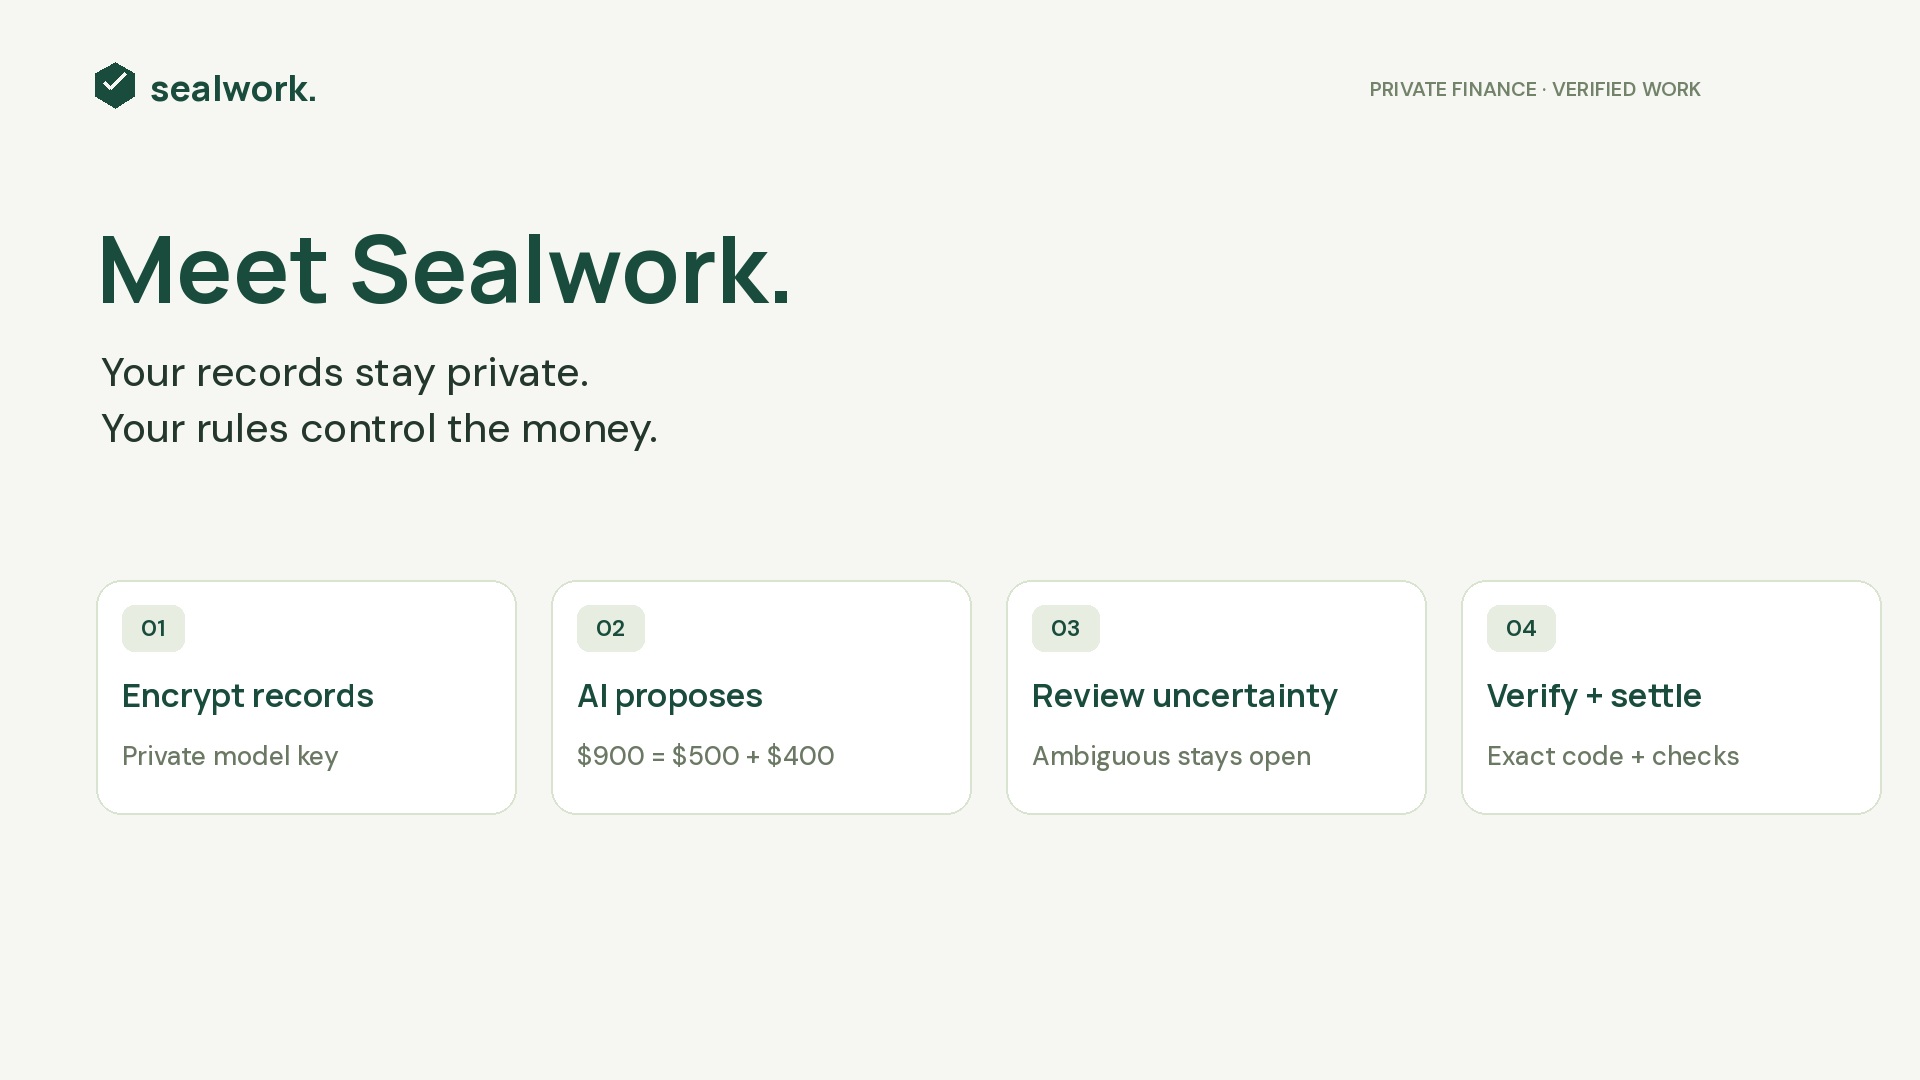 sealwork.
PRIVATE FINANCE · VERIFIED WORK
Meet Sealwork.
Your records stay private.
Your rules control the money.
01
Encrypt records
Private model key
02
AI proposes
$900 = $500 + $400
03
Review uncertainty
Ambiguous stays open
04
Verify + settle
Exact code + checks